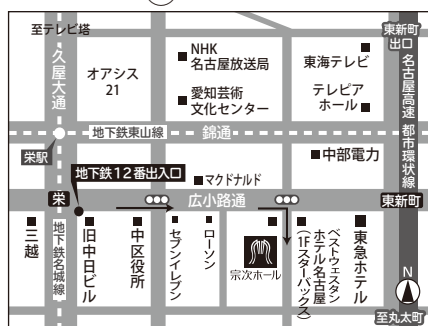 至テレビ塔
東新町
出口
久屋大通
オアシス
21
NHK
名古屋放送局
愛知芸術
文化センター
東海テレビ
テレピア
ホール
名古屋高速
都市環状線
地下鉄東山線
錦通
栄駅
中部電力
地下鉄12番出入口
マクドナルド
栄
広小路通
東新町
三越
地下鉄名城線
旧中日ビル
中区役所
セブンイレブン
ローソン
宗次ホール
ベストウェスタン
ホテル名古屋
(1Fスターバックス)
東急ホテル
N
至丸太町